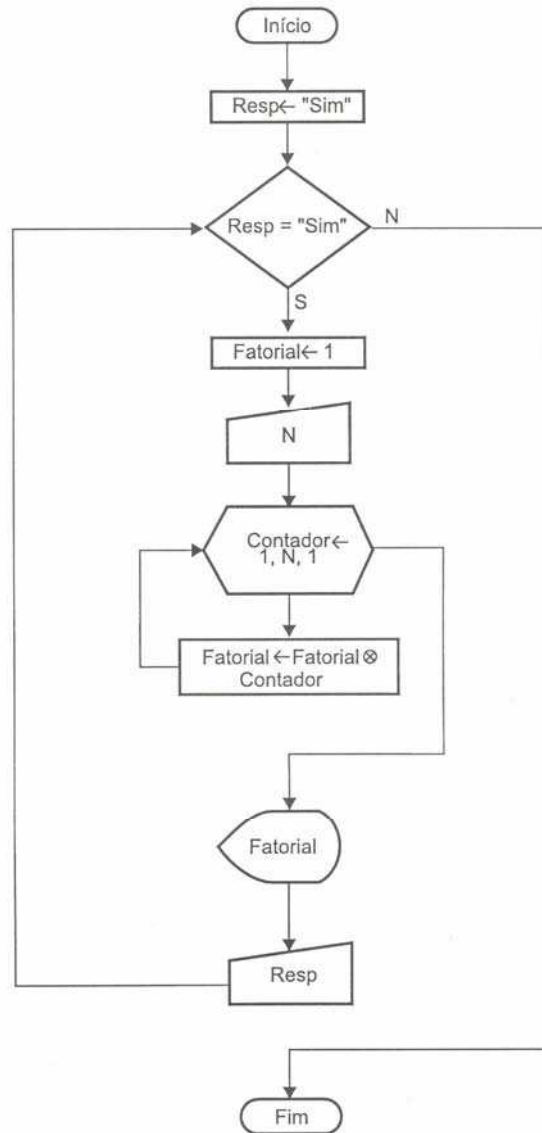 Início
Resp← "Sim"
Resp = "Sim"
N
S
Fatorial← 1
N
Contador←
1, N, 1
Fatorial←Fatorial⊗
Contador
Fatorial
Resp
Fim